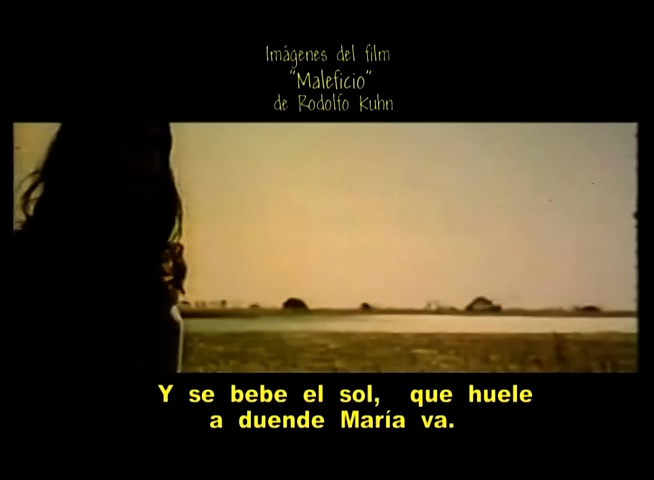 Imágenes del film
"Maleficio"
de Rodolfo Kuhn
Y se bebe el sol, que huele
a duende María va.